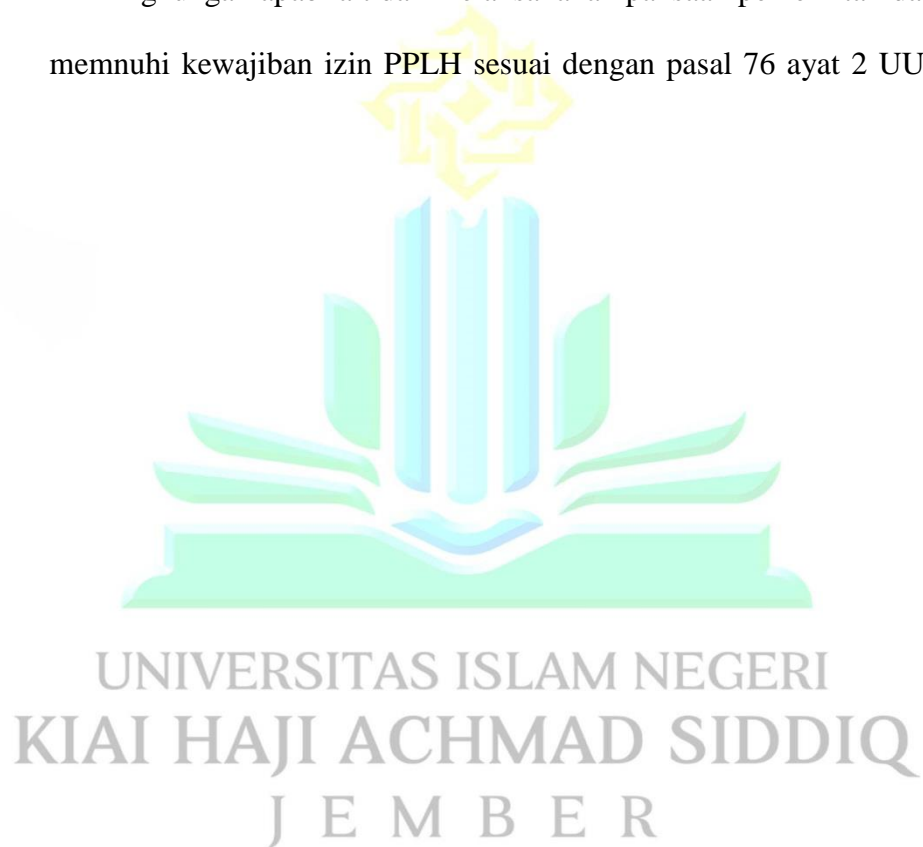 memnuhi kewajiban izin PPLH sesuai dengan pasal 76 ayat 2 UU
UNIVERSITAS ISLAM NEGERI
KIAI HAJI ACHMAD SIDDIQ
J E M B E R